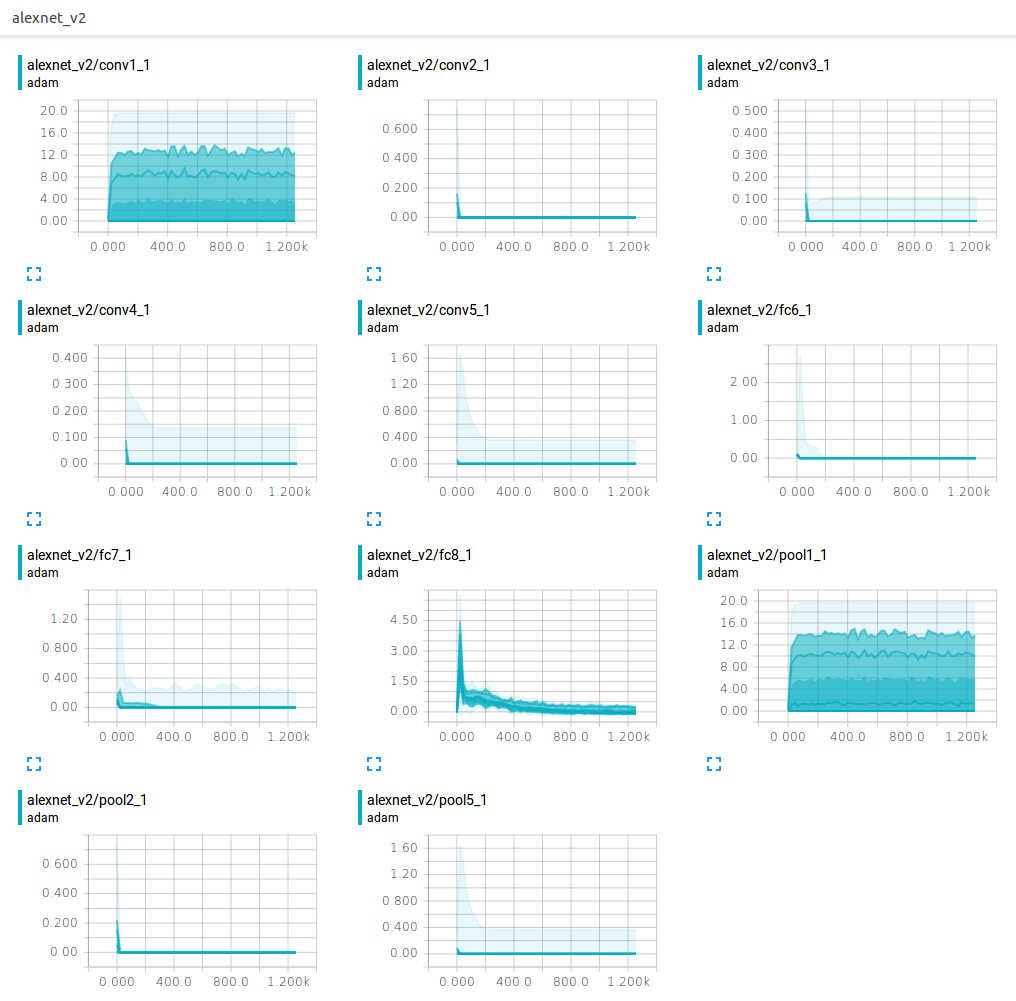 alexnet_v2
alexnet_v2/conv1_1
adam
20.0
16.0
12.0
8.00
4.00
0.00
0.000 400.0 800.0 1.200k
alexnet_v2/conv2_1
adam
0.600
0.400
0.200
0.00
0.000 400.0 800.0 1.200k
alexnet_v2/conv3_1
adam
0.500
0.400
0.300
0.200
0.100
0.00
0.000 400.0 800.0 1.200k
alexnet_v2/conv4_1
adam
0.400
0.300
0.200
0.100
0.00
0.000 400.0 800.0 1.200k
alexnet_v2/conv5_1
adam
1.60
1.20
0.800
0.400
0.00
0.000 400.0 800.0 1.200k
alexnet_v2/fc6_1
adam
2.00
1.00
0.00
0.000 400.0 800.0 1.200k
alexnet_v2/fc7_1
adam
1.20
0.800
0.400
0.00
0.000 400.0 800.0 1.200k
alexnet_v2/fc8_1
adam
4.50
3.00
1.50
0.00
0.000 400.0 800.0 1.200k
alexnet_v2/pool1_1
adam
20.0
16.0
12.0
8.00
4.00
0.00
0.000 400.0 800.0 1.200k
alexnet_v2/pool2_1
adam
0.600
0.400
0.200
0.00
0.000 400.0 800.0 1.200k
alexnet_v2/pool5_1
adam
1.60
1.20
0.800
0.400
0.00
0.000 400.0 800.0 1.200k